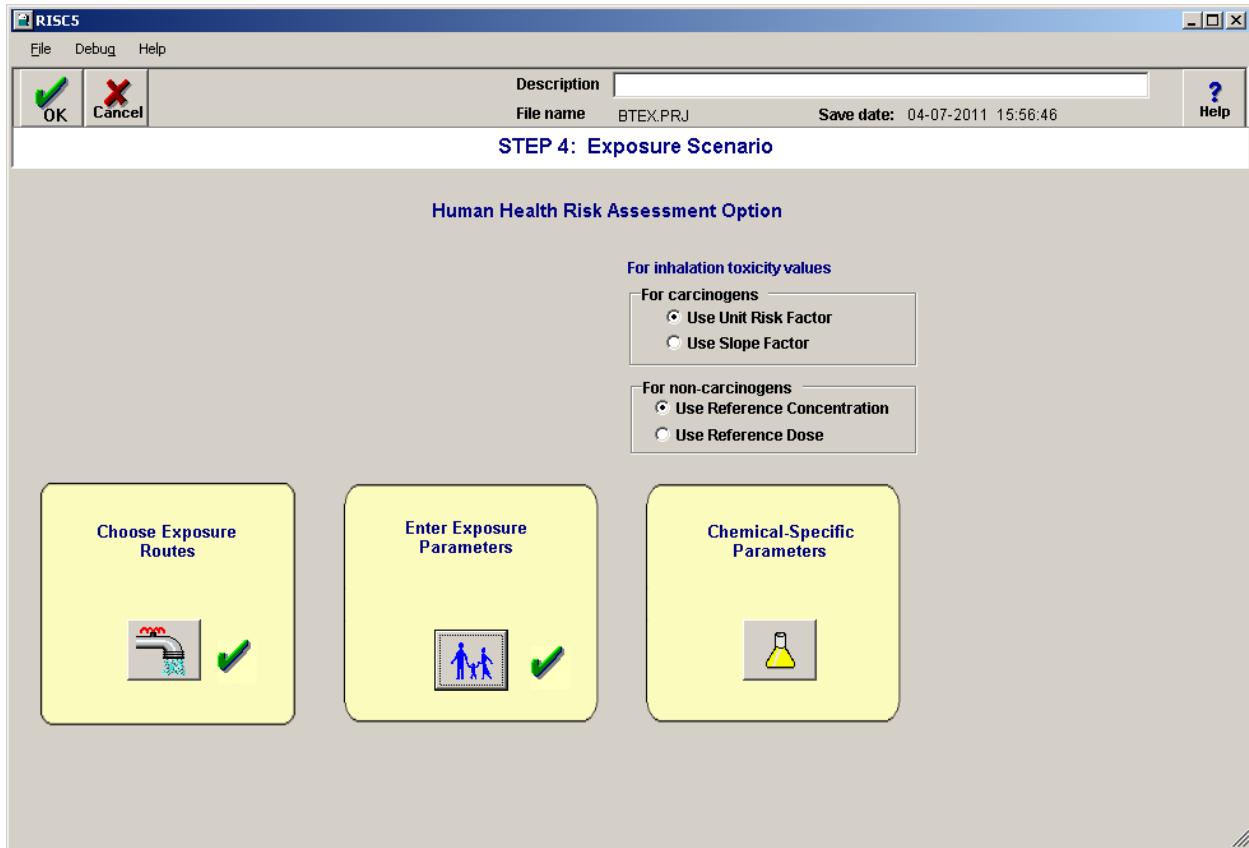 RISC5
File Debug Help
OK Cancel
Description
File name BTEX.PRJ Save date: 04-07-2011 15:56:46
? Help
STEP 4: Exposure Scenario
Human Health Risk Assessment Option
For inhalation toxicity values
For carcinogens
Use Unit Risk Factor
Use Slope Factor
For non-carcinogens
Use Reference Concentration
Use Reference Dose
Choose Exposure
Routes
Enter Exposure
Parameters
Chemical-Specific
Parameters